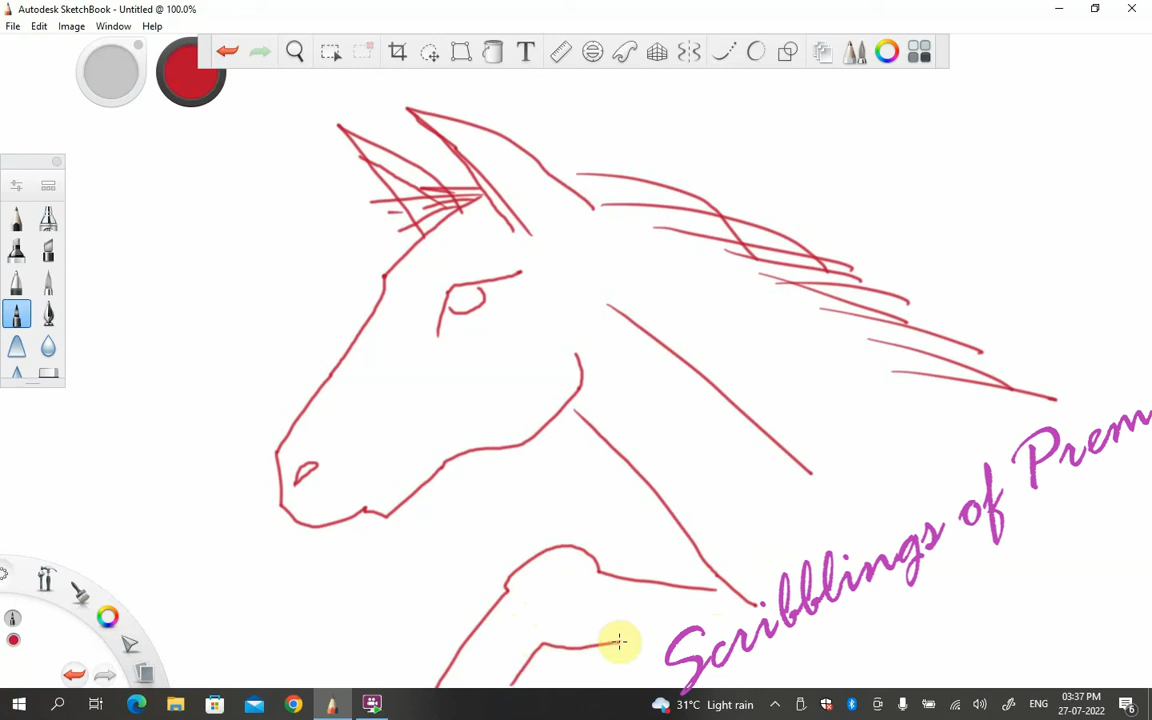 Autodesk SketchBook - Untitled @ 100.0%
File Edit Image Window Help
T
Scribblings of Prem
31°C Light rain
ENG
03:37 PM
27-07-2022
6